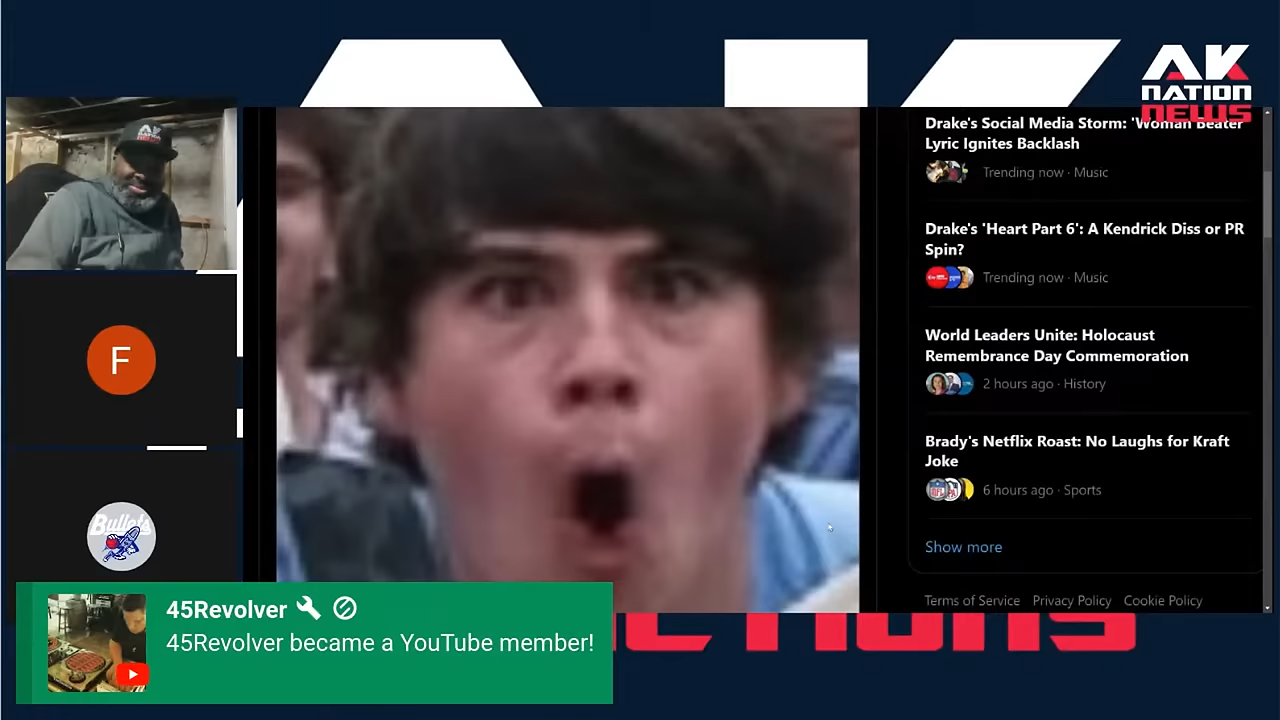 AK
NATION
NEWS
Drake's Social Media Storm: 'Woman Beater'
Lyric Ignites Backlash
Trending now · Music
Drake's 'Heart Part 6': A Kendrick Diss or PR
Spin?
Trending now · Music
World Leaders Unite: Holocaust
Remembrance Day Commemoration
2 hours ago · History
Brady's Netflix Roast: No Laughs for Kraft
Joke
6 hours ago · Sports
Show more
Terms of Service Privacy Policy Cookie Policy
F
Bullets
45Revolver
45Revolver became a YouTube member!